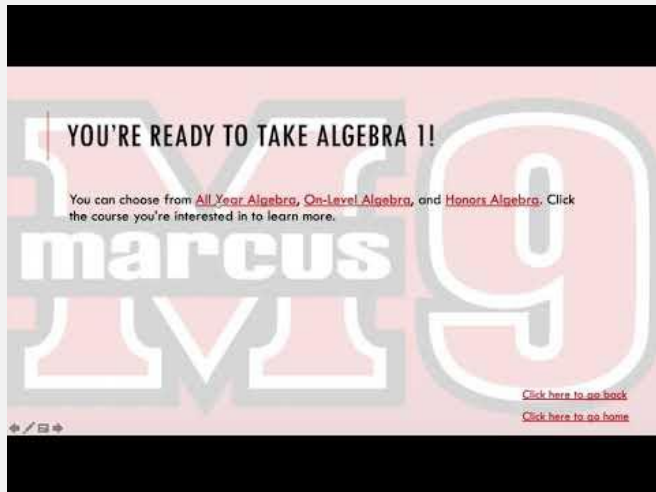 YOU'RE READY TO TAKE ALGEBRA 1!
You can choose from All Year Algebra, On-Level Algebra, and Honors Algebra. Click
the course you're interested in to learn more.
marcus
M9
Click here to go back
Click here to go home